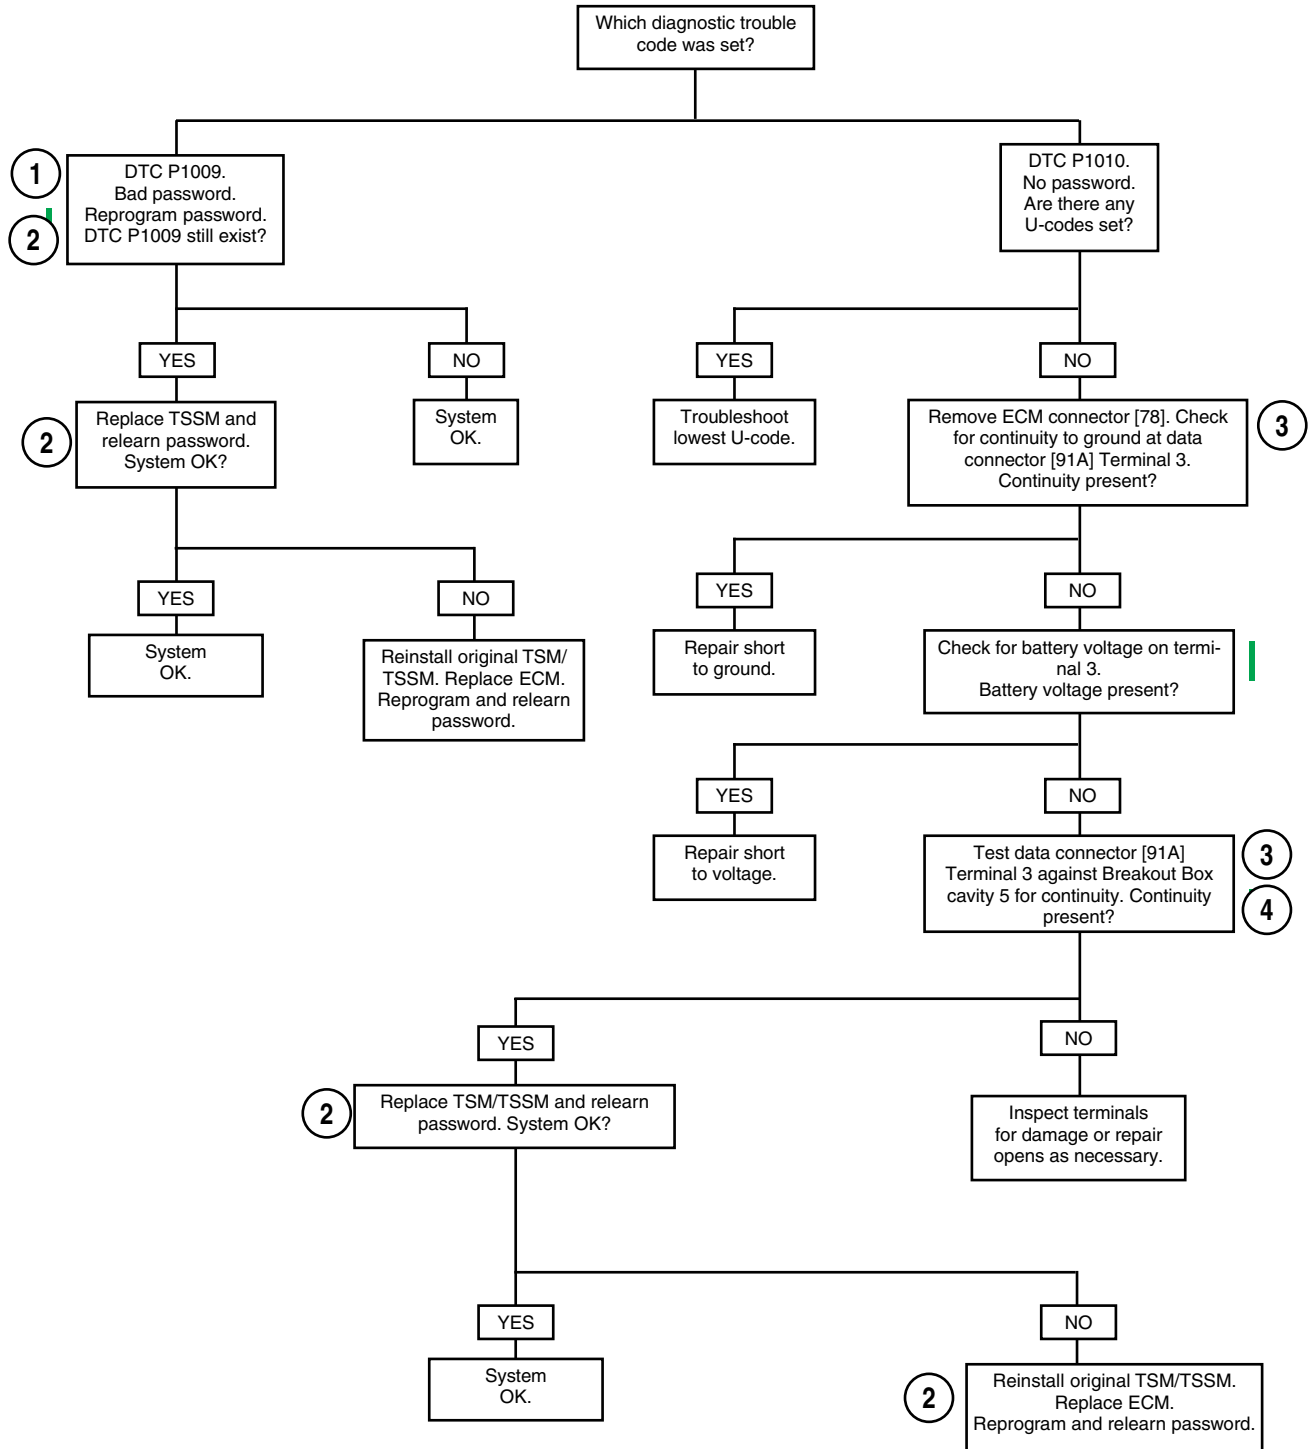 Which diagnostic trouble
code was set?
1
DTC P1009.
Bad password.
Reprogram password.
DTC P1009 still exist?
2
DTC P1010.
No password.
Are there any
U-codes set?
YES
NO
YES
NO
2
Replace TSSM and
relearn password.
System OK?
System
OK.
Troubleshoot
lowest U-code.
Remove ECM connector [78]. Check
for continuity to ground at data
connector [91A] Terminal 3.
Continuity present?
3
YES
NO
YES
NO
System
OK.
Reinstall original TSM/
TSSM. Replace ECM.
Reprogram and relearn
password.
Repair short
to ground.
Check for battery voltage on termi-
nal 3.
Battery voltage present?
YES
NO
Repair short
to voltage.
Test data connector [91A]
Terminal 3 against Breakout Box
cavity 5 for continuity. Continuity
present?
3
4
YES
NO
2
Replace TSM/TSSM and relearn
password. System OK?
Inspect terminals
for damage or repair
opens as necessary.
YES
NO
System
OK.
2
Reinstall original TSM/TSSM.
Replace ECM.
Reprogram and relearn password.